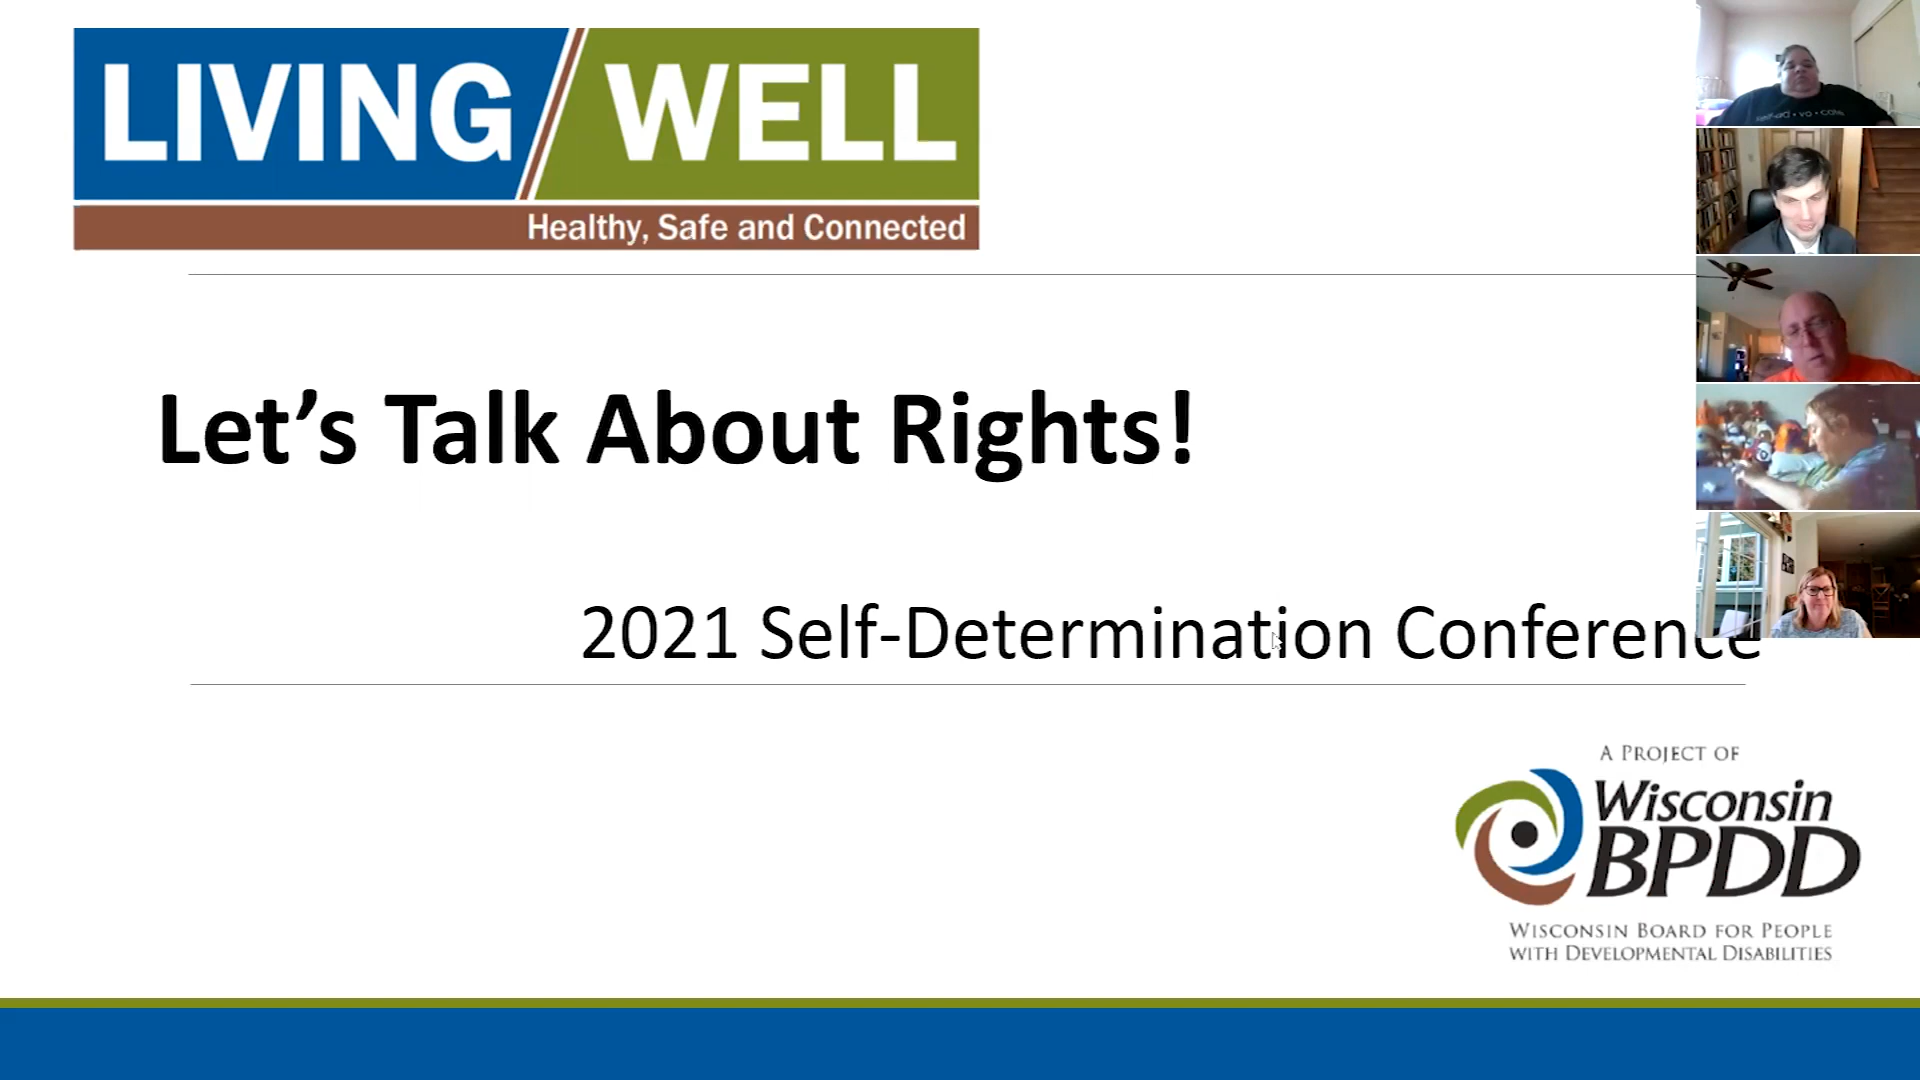 LIVING WELL
Healthy, Safe and Connected
Let's Talk About Rights!
2021 Self-Determination Conference
A PROJECT OF
Wisconsin
BPDD
WISCONSIN BOARD FOR PEOPLE
WITH DEVELOPMENTAL DISABILITIES